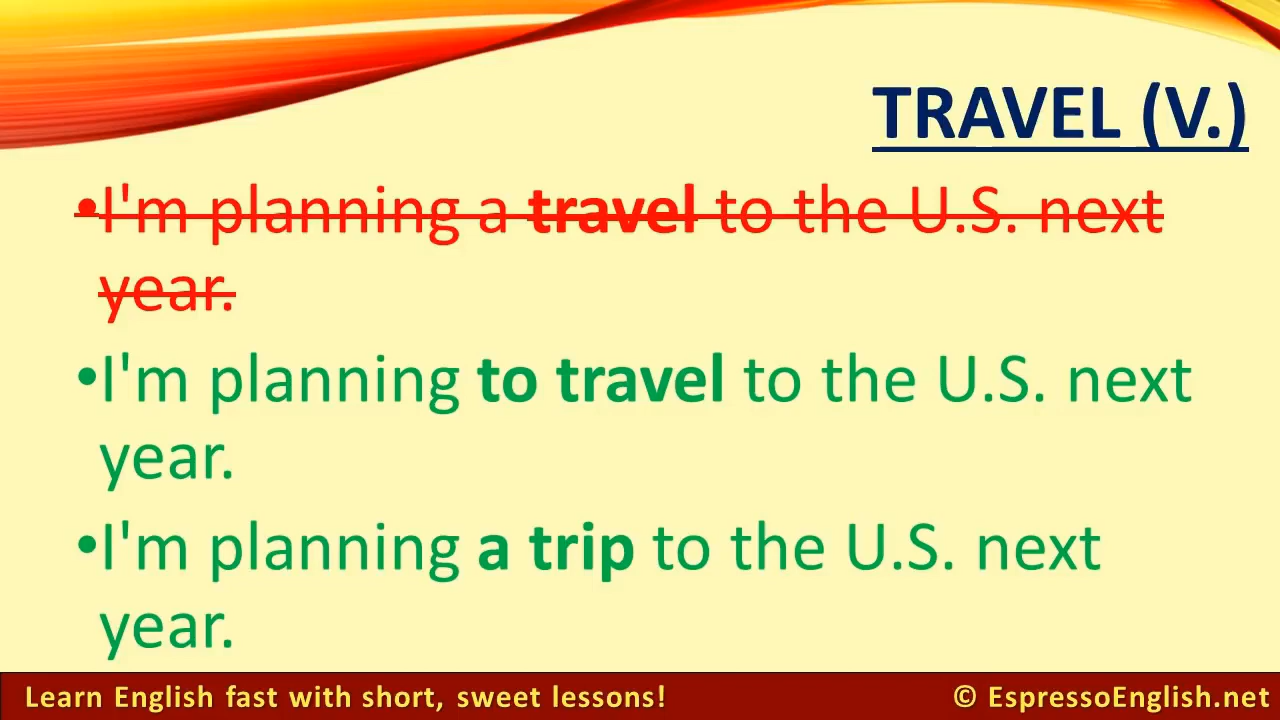 TRAVEL (V.)
•I'm planning a travel to the U.S. next
year.
•I'm planning to travel to the U.S. next
year.
•I'm planning a trip to the U.S. next
year.
Learn English fast with short, sweet lessons! © EspressoEnglish.net